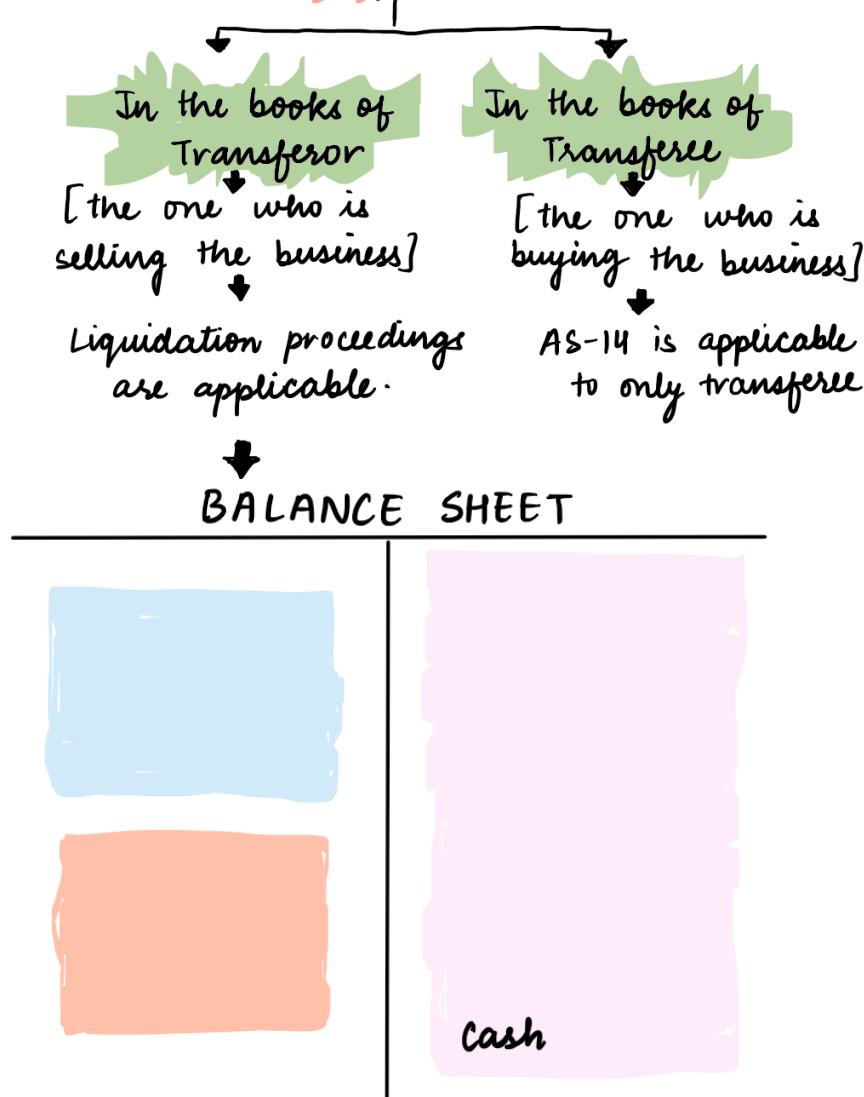 In the books of
Transferor
[the one who is
selling the business]
Liquidation proceedings
are applicable.
In the books of
Transferee
[the one who is
buying the business]
AS-14 is applicable
to only transferee
BALANCE SHEET
Cash